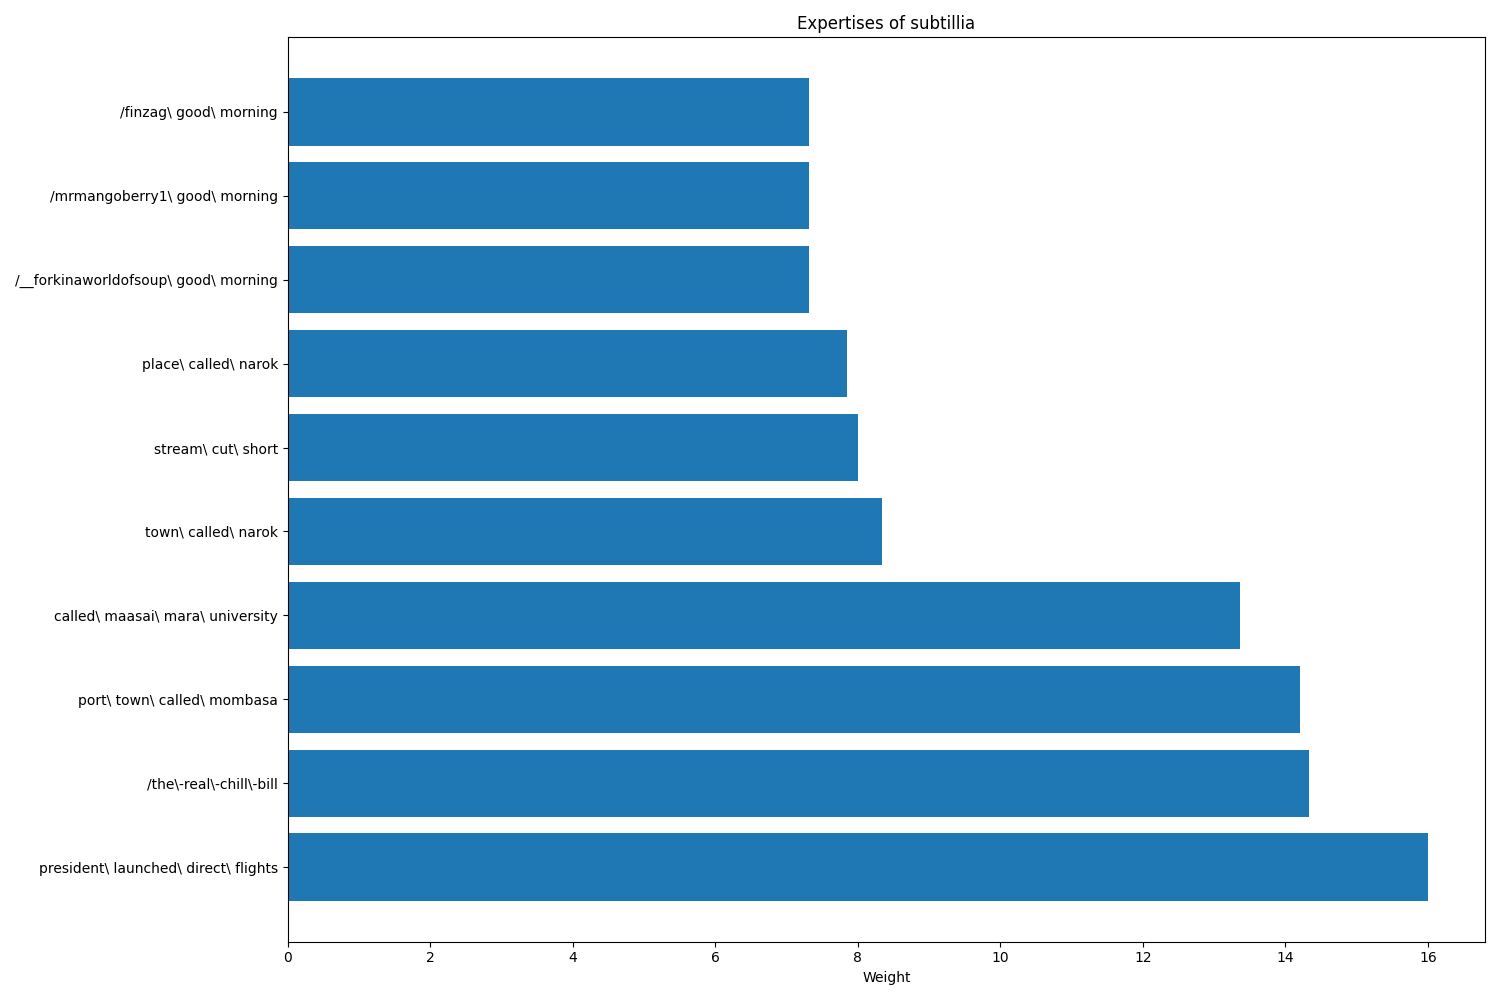 Expertises of subtillia
/finzag\ good\ morning
/mrmangoberry1\ good\ morning
/__forkinaworldofsoup\ good\ morning
place\ called\ narok
stream\ cut\ short
town\ called\ narok
called\ maasai\ mara\ university
port\ town\ called\ mombasa
/the\-real\-chill\-bill
president\ launched\ direct\ flights
0 2 4 6 8 10 12 14 16
Weight